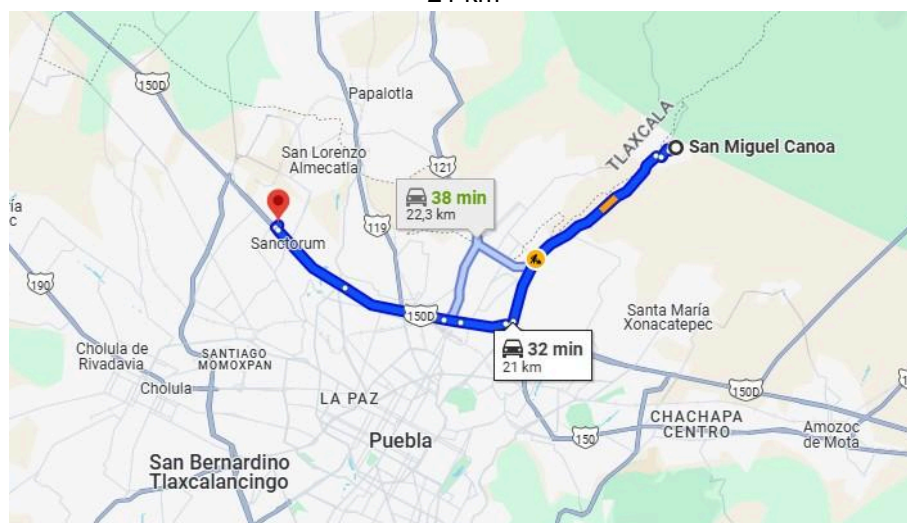 150D
Papalotla
San Lorenzo
Almecatla
121
TLAXCALA
San Miguel Canoa
38 min
22,3 km
119
Sanctorum
190
150D
Santa María
Xonacatepec
32 min
21 km
Cholula de
Rivadavia
SANTIAGO
MOMOXPAN
Cholula
LA PAZ
150D
CHACHAPA
CENTRO
Amozoc
de Mota
150
Puebla
San Bernardino
Tlaxcalancingo